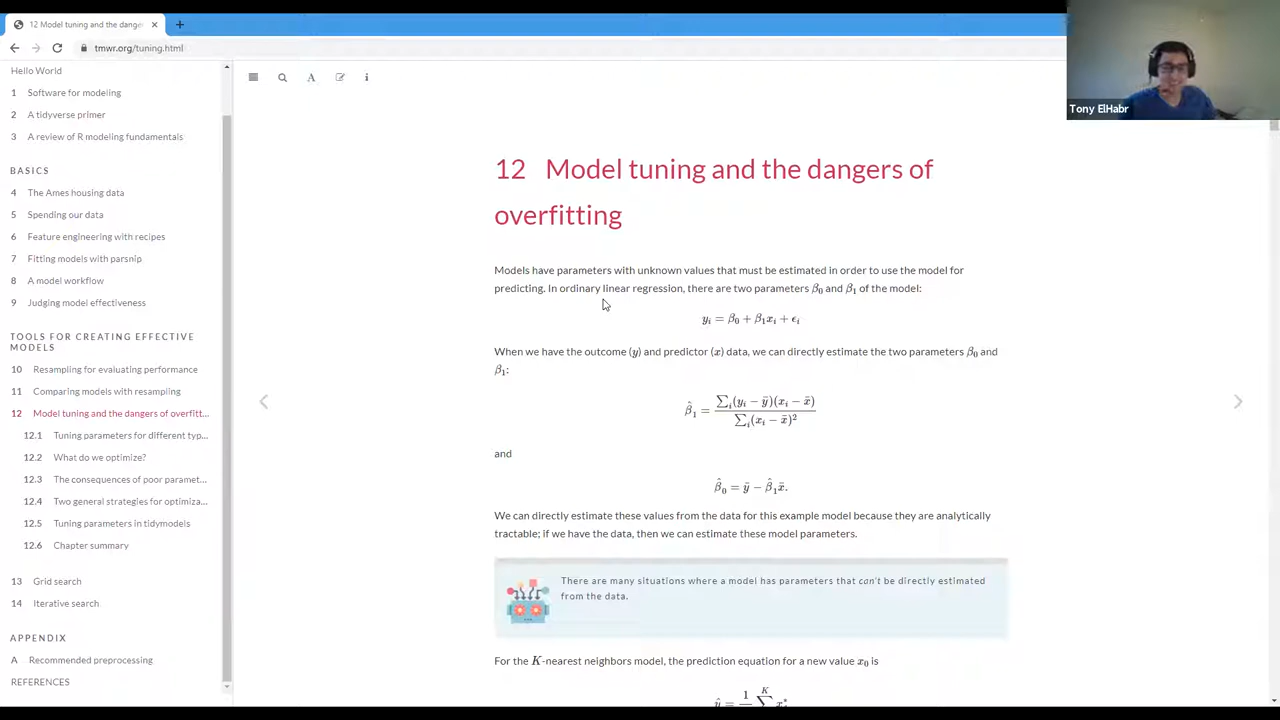 12 Model tuning and the dange
tmwr.org/tuning.html
Tony ElHabr
Hello World
1 Software for modeling
2 A tidyverse primer
3 A review of R modeling fundamentals
BASICS
4 The Ames housing data
5 Spending our data
6 Feature engineering with recipes
7 Fitting models with parsnip
8 A model workflow
9 Judging model effectiveness
TOOLS FOR CREATING EFFECTIVE
MODELS
10 Resampling for evaluating performance
11 Comparing models with resampling
12 Model tuning and the dangers of overfitt...
12.1 Tuning parameters for different typ...
12.2 What do we optimize?
12.3 The consequences of poor paramet...
12.4 Two general strategies for optimiza...
12.5 Tuning parameters in tidymodels
12.6 Chapter summary
13 Grid search
14 Iterative search
APPENDIX
A Recommended preprocessing
REFERENCES
12 Model tuning and the dangers of
overfitting
Models have parameters with unknown values that must be estimated in order to use the model for
predicting. In ordinary linear regression, there are two parameters β₀ and β₁ of the model:
yᵢ = β₀ + β₁xᵢ + ϵᵢ
When we have the outcome (y) and predictor (x) data, we can directly estimate the two parameters β₀ and
β₁:
β̂₁ = ∑ᵢ(yᵢ − ȳ)(xᵢ − x̄) / ∑ᵢ(xᵢ − x̄)²
and
β̂₀ = ȳ − β̂₁x̄.
We can directly estimate these values from the data for this example model because they are analytically
tractable; if we have the data, then we can estimate these model parameters.
There are many situations where a model has parameters that can't be directly estimated
from the data.
For the K-nearest neighbors model, the prediction equation for a new value x₀ is